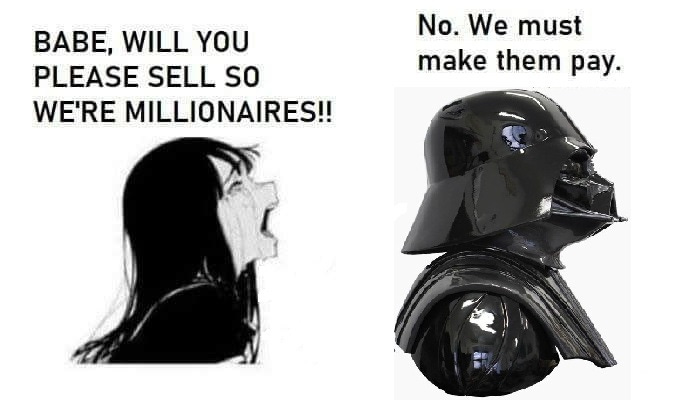 BABE, WILL YOU
PLEASE SELL SO
WE'RE MILLIONAIRES!!
No. We must
make them pay.